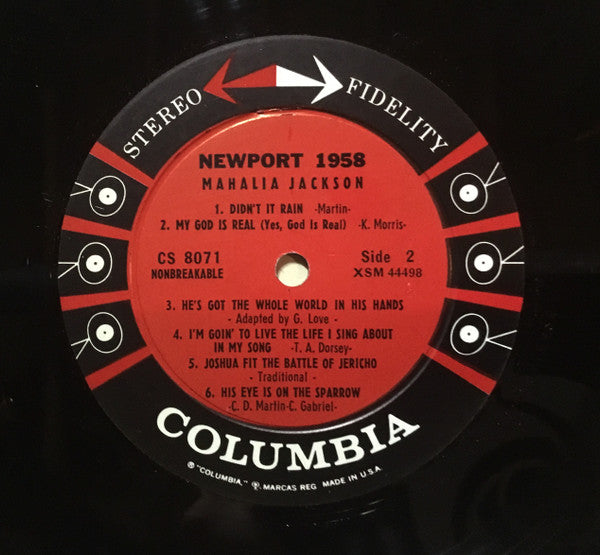 STEREO FIDELITY
NEWPORT 1958
MAHALIA JACKSON
1. DIDN'T IT RAIN -Martin-
2. MY GOD IS REAL (Yes, God Is Real) -K. Morris-
CS 8071
NONBREAKABLE
Side 2
XSM 44498
3. HE'S GOT THE WHOLE WORLD IN HIS HANDS
- Adapted by G. Love -
4. I'M GOIN' TO LIVE THE LIFE I SING ABOUT
IN MY SONG -T. A. Dorsey-
5. JOSHUA FIT THE BATTLE OF JERICHO
- Traditional -
6. HIS EYE IS ON THE SPARROW
-C. D. Martin-C. Gabriel-
COLUMBIA
® "COLUMBIA," MARCAS REG. MADE IN U.S.A.